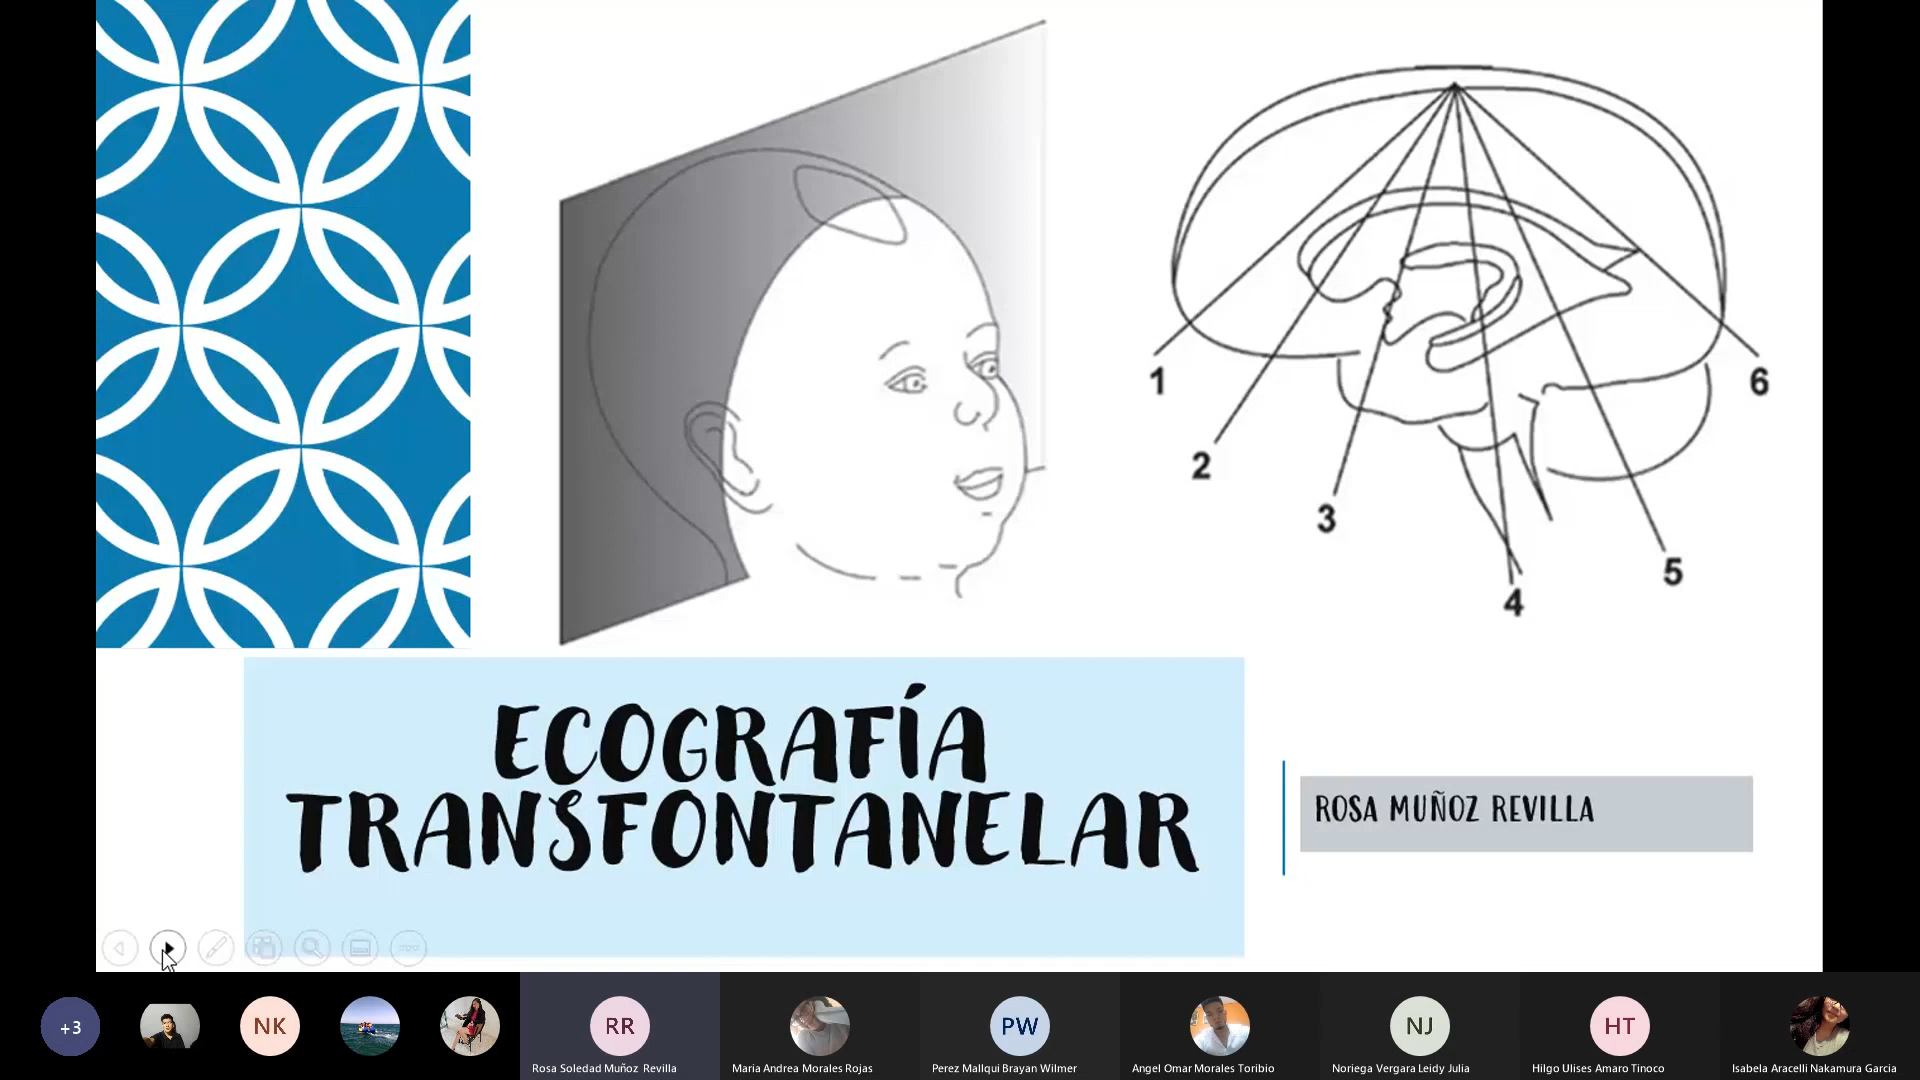 1
2
3
4
5
6
ECOGRAFÍA
TRANSFONTANELAR
ROSA MUÑOZ REVILLA
+3
NK
RR
PW
NJ
HT
Rosa Soledad Muñoz Revilla
Maria Andrea Morales Rojas
Perez Mallqui Brayan Wilmer
Angel Omar Morales Toribio
Noriega Vergara Leidy Julia
Hilgo Ulises Amaro Tinoco
Isabela Aracelli Nakamura Garcia